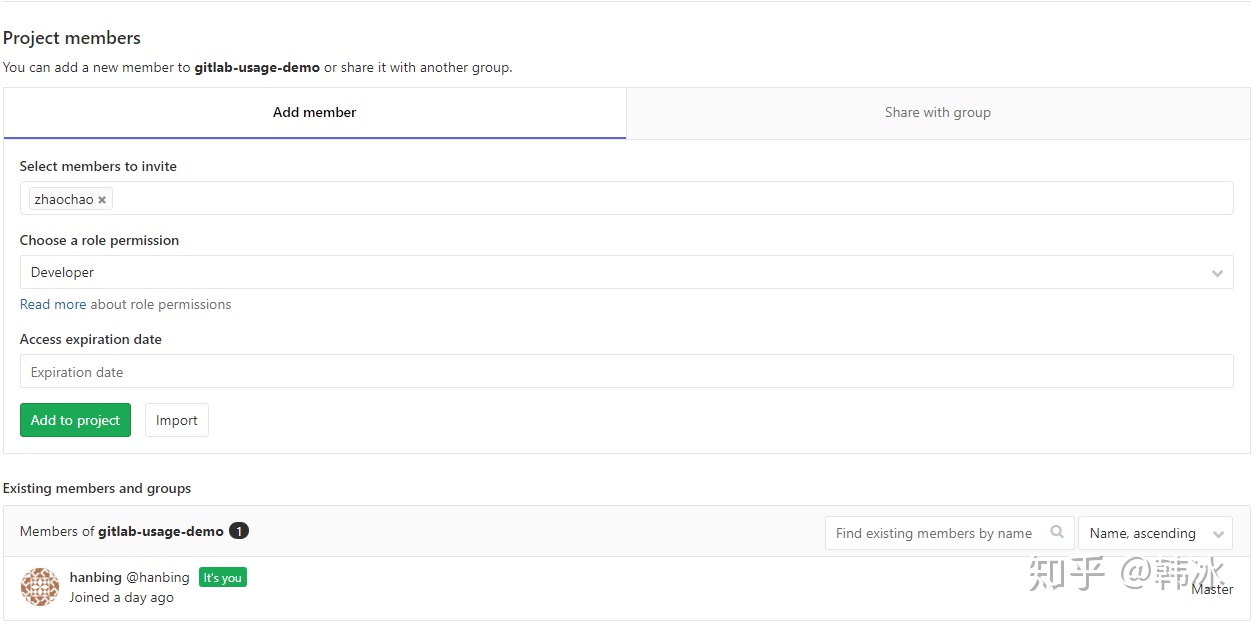 Project members
You can add a new member to gitlab-usage-demo or share it with another group.
Add member
Share with group
Select members to invite
zhaochao ×
Choose a role permission
Developer
Read more about role permissions
Access expiration date
Expiration date
Add to project
Import
Existing members and groups
Members of gitlab-usage-demo 1
Find existing members by name
Name, ascending
hanbing @hanbing It's you
Joined a day ago
Master
知乎 @韩冰